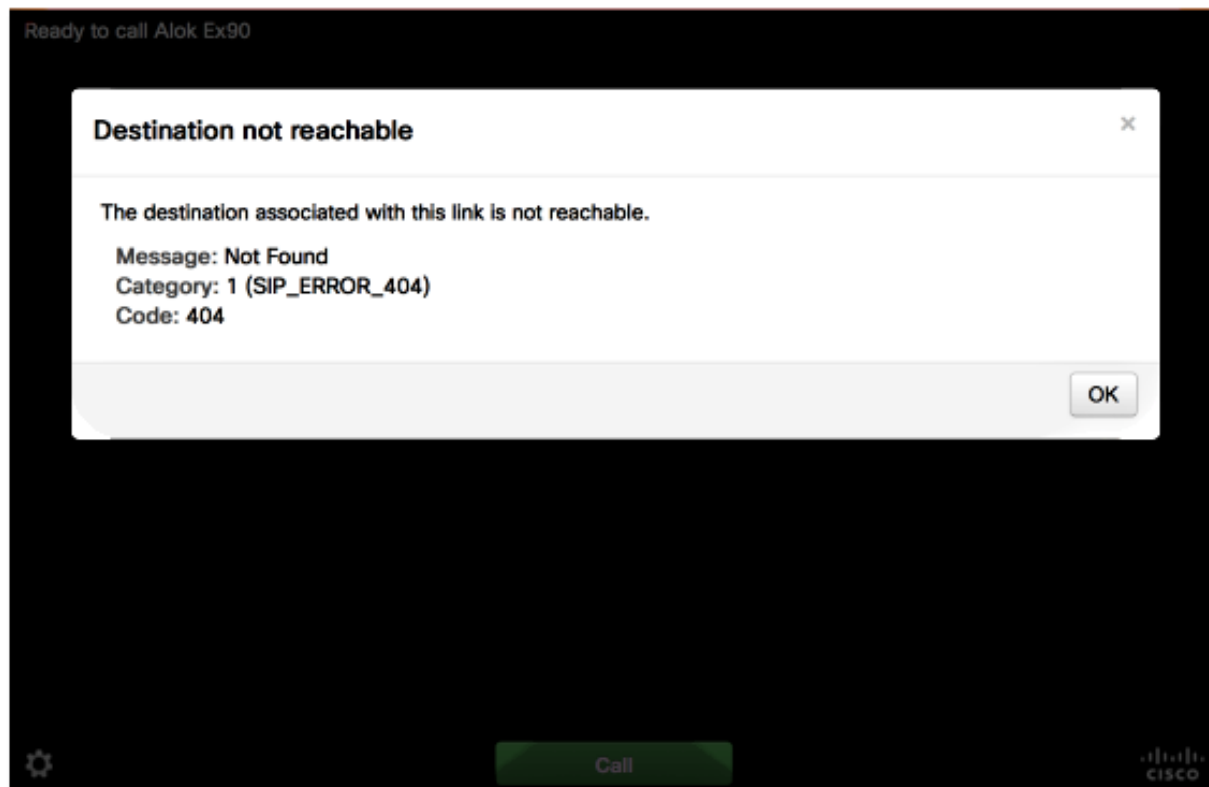 Ready to call Alok Ex90
Destination not reachable
×
The destination associated with this link is not reachable.
Message: Not Found
Category: 1 (SIP_ERROR_404)
Code: 404
OK
Call
CISCO